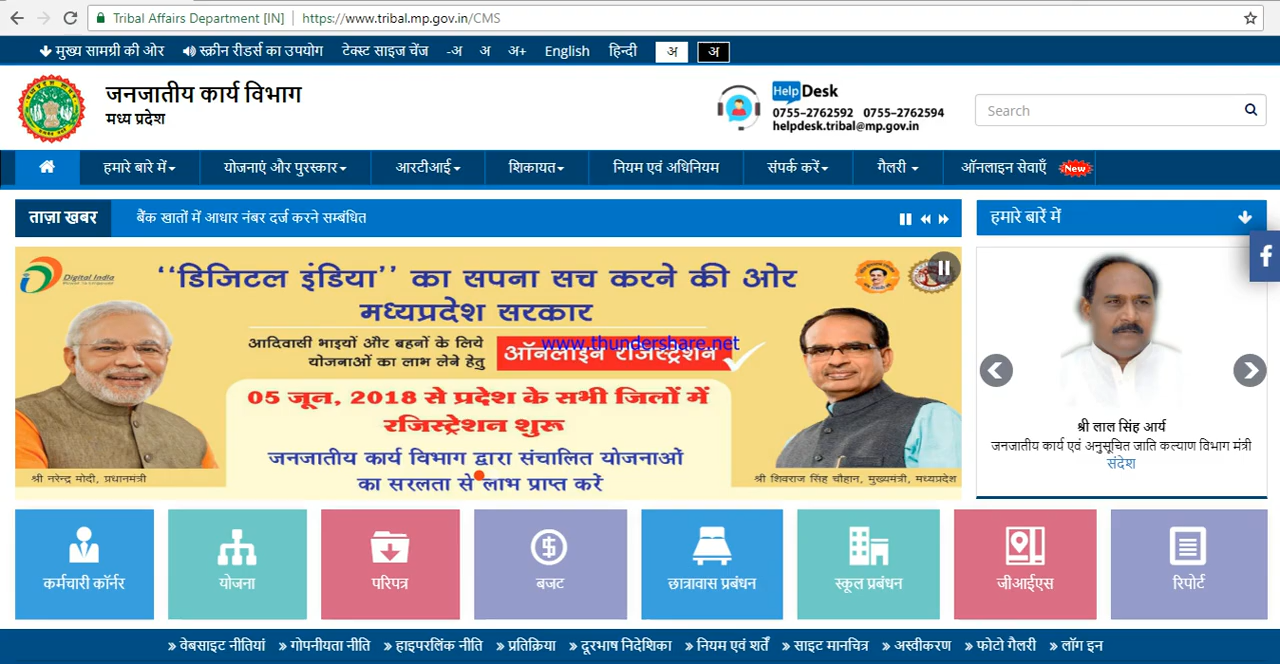 Tribal Affairs Department [IN] https://www.tribal.mp.gov.in/CMS
मुख्य सामग्री की ओर स्क्रीन रीडर्स का उपयोग टेक्स्ट साइज चेंज -अ अ अ+ English हिन्दी अ अ
जनजातीय कार्य विभाग
मध्य प्रदेश
Help Desk
0755-2762592 0755-2762594
helpdesk.tribal@mp.gov.in
Search
हमारे बारे में योजनाएं और पुरस्कार आरटीआई शिकायत नियम एवं अधिनियम संपर्क करें गैलरी ऑनलाइन सेवाएँ New
ताज़ा खबर बैंक खातों में आधार नंबर दर्ज करने सम्बंधित
हमारे बारें में
Digital India
‘‘डिजिटल इंडिया’’ का सपना सच करने की ओर
मध्यप्रदेश सरकार
आदिवासी भाइयों और बहनों के लिये
योजनाओं का लाभ लेने हेतु
ऑनलाइन राजिस्ट्रेशन
www.thundershare.net
05 जून, 2018 से प्रदेश के सभी जिलों में
रजिस्ट्रेशन शुरू
जनजातीय कार्य विभाग द्वारा संचालित योजनाओं
का सरलता से लाभ प्राप्त करें
श्री नरेन्द्र मोदी, प्रधानमंत्री
श्री शिवराज सिंह चौहान, मुख्यमंत्री, मध्यप्रदेश
श्री लाल सिंह आर्य
जनजातीय कार्य एवं अनुसूचित जाति कल्याण विभाग मंत्री
संदेश
f
कर्मचारी कॉर्नर योजना परिपत्र बजट छात्रावास प्रबंधन स्कूल प्रबंधन जीआईएस रिपोर्ट
» वेबसाइट नीतियां » गोपनीयता नीति » हाइपरलिंक नीति » प्रतिक्रिया » दूरभाष निदेशिका » नियम एवं शर्तें » साइट मानचित्र » अस्वीकरण » फोटो गैलरी » लॉग इन